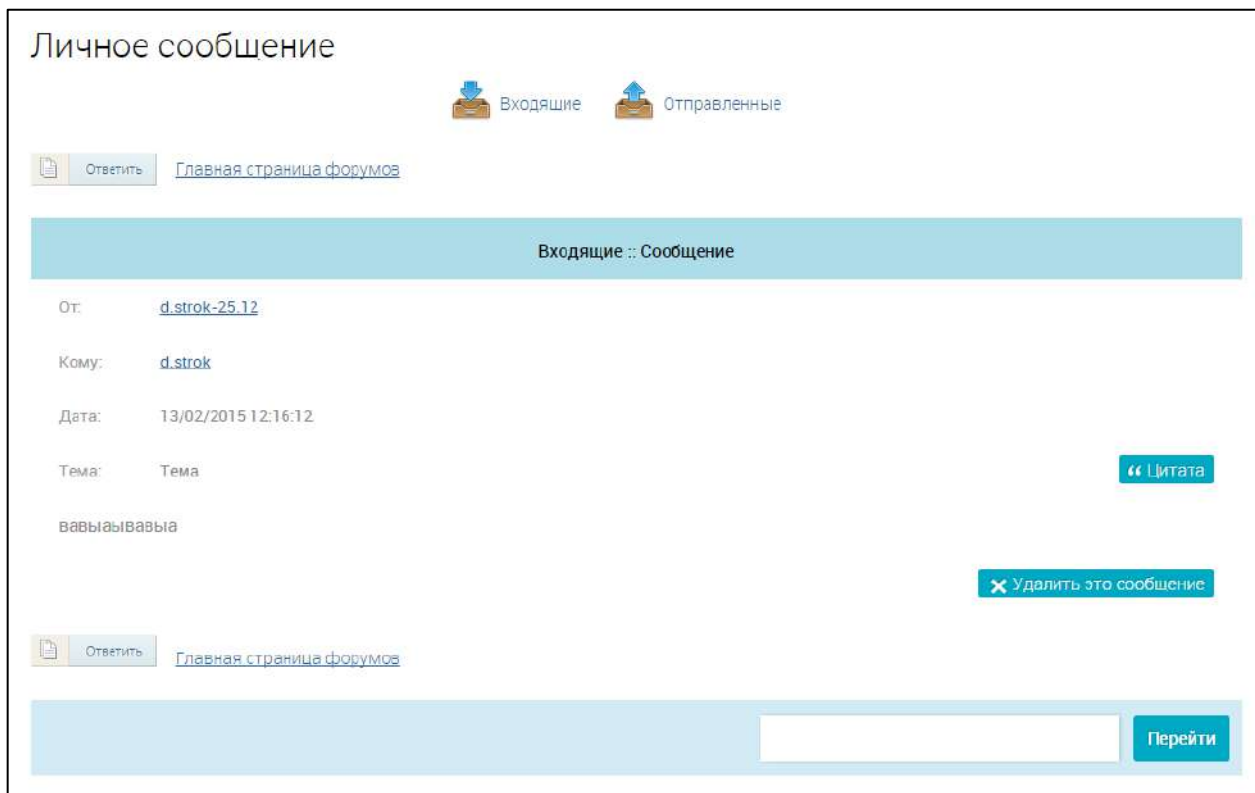 Личное сообщение
Входящие Отправленные
Ответить Главная страница форумов
Входящие :: Сообщение
От: d.strok-25.12
Кому: d.strok
Дата: 13/02/2015 12:16:12
Тема: Тема
Цитата
вавыаывавыа
Удалить это сообщение
Ответить Главная страница форумов
Перейти